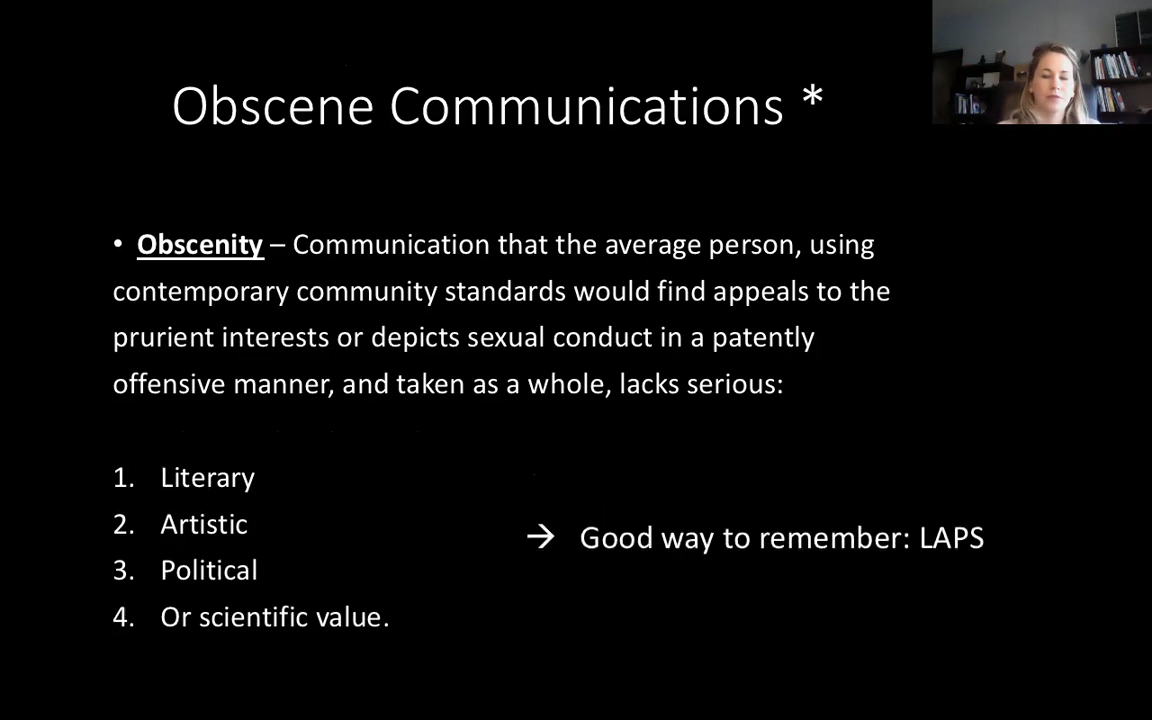 Obscene Communications *
• Obscenity – Communication that the average person, using
contemporary community standards would find appeals to the
prurient interests or depicts sexual conduct in a patently
offensive manner, and taken as a whole, lacks serious:
1. Literary
2. Artistic
3. Political
4. Or scientific value.
→ Good way to remember: LAPS